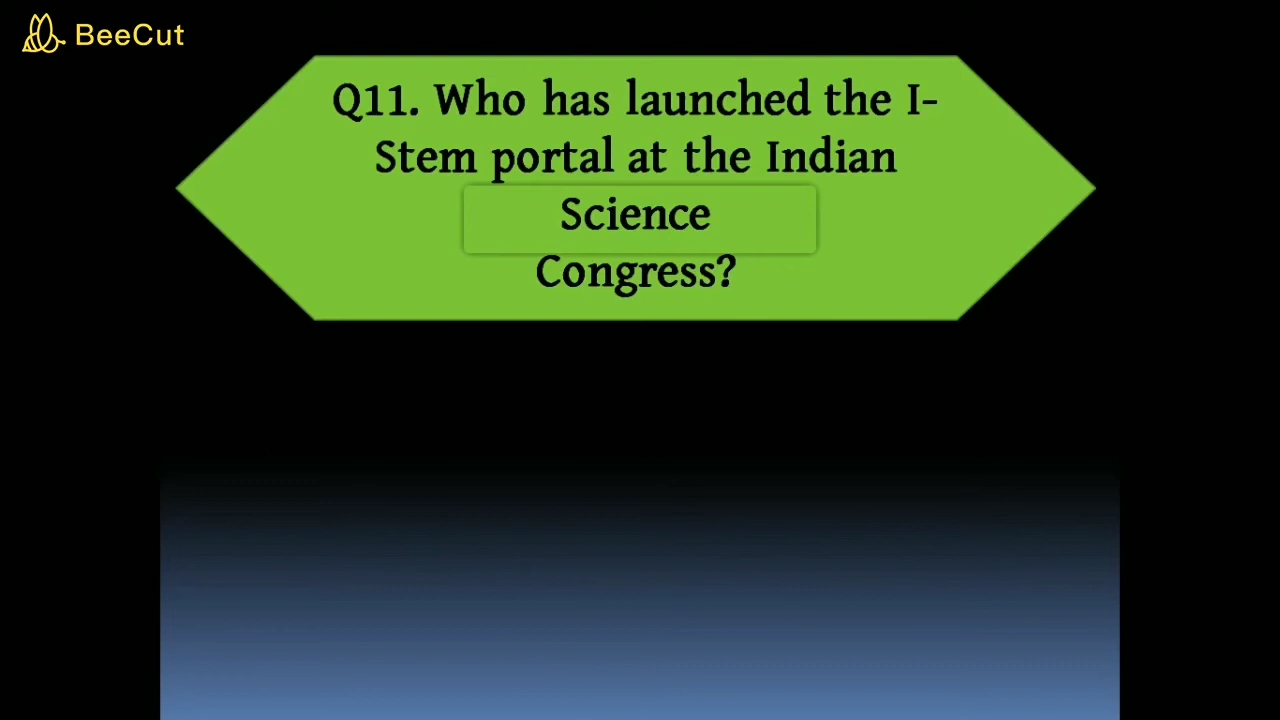 BeeCut
Q11. Who has launched the I-
Stem portal at the Indian
Science
Congress?